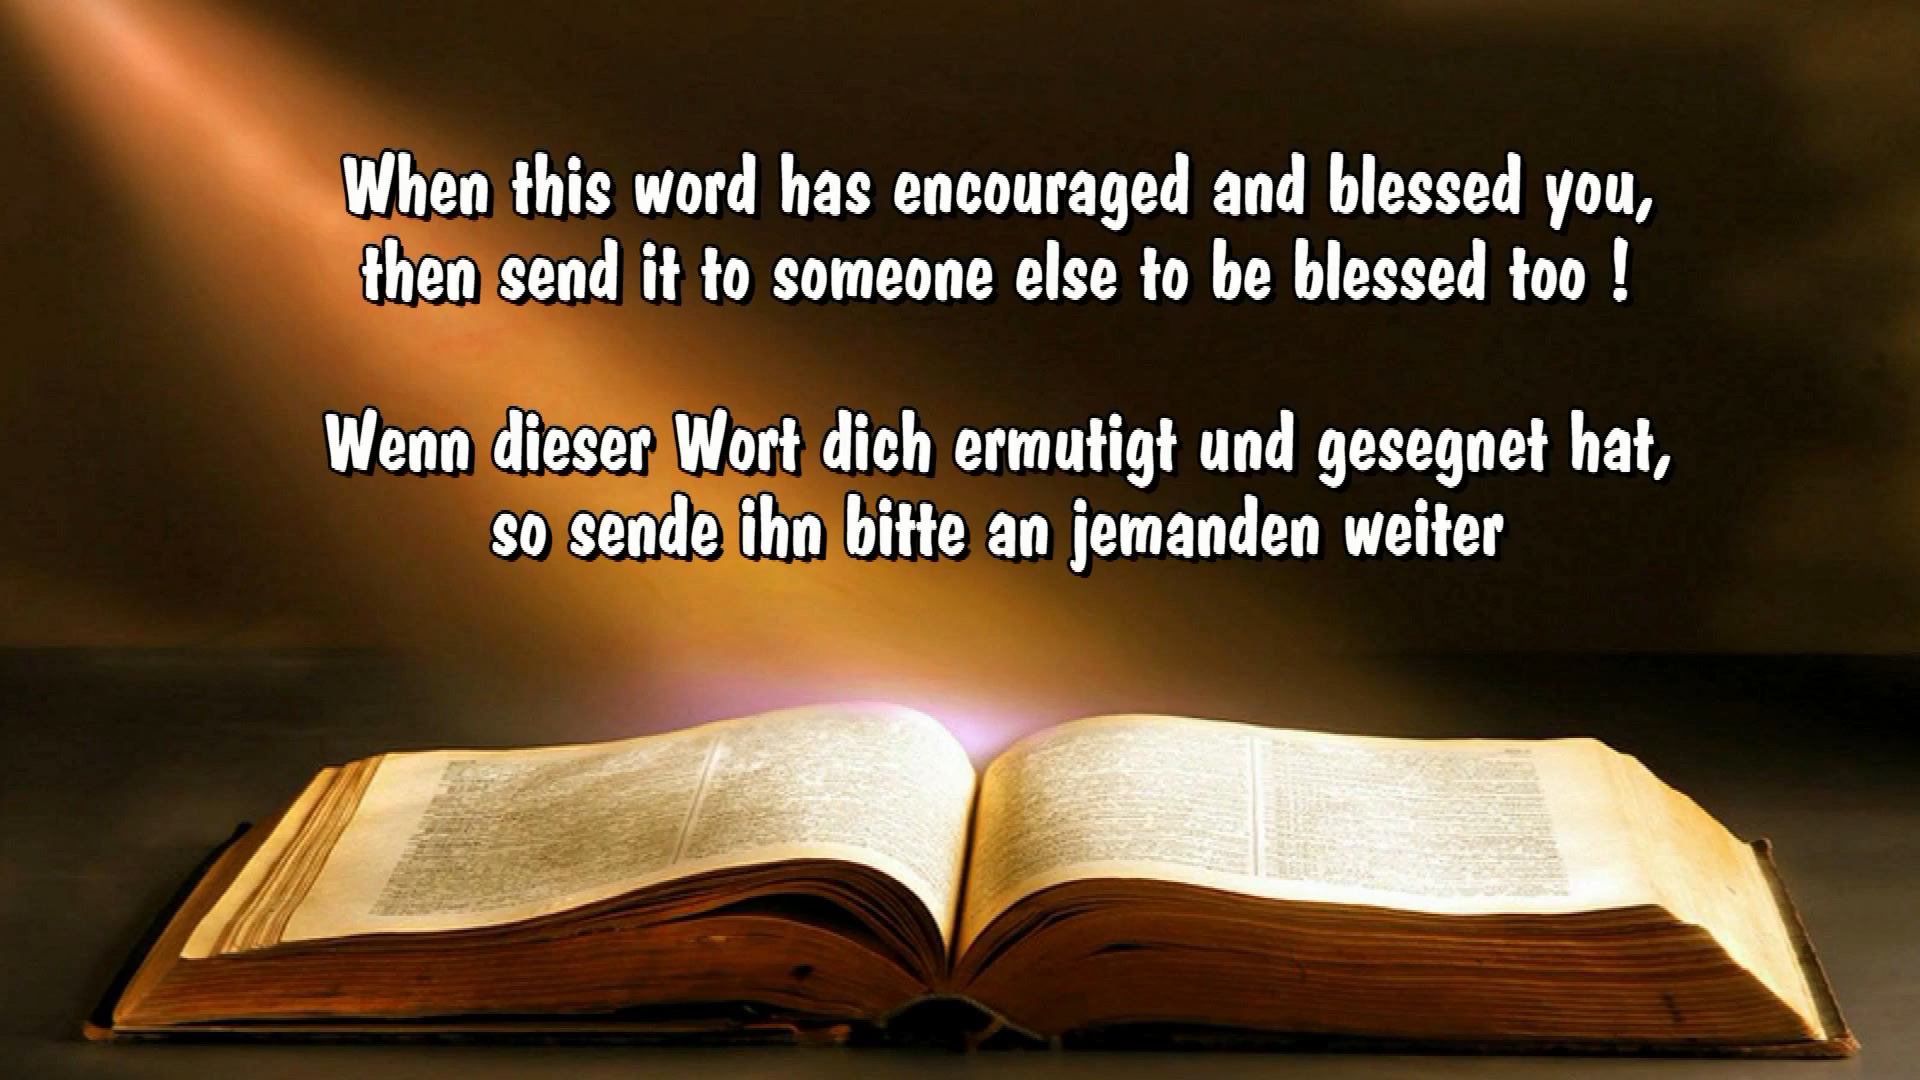 When this word has encouraged and blessed you,
then send it to someone else to be blessed too !
Wenn dieser Wort dich ermutigt und gesegnet hat,
so sende ihn bitte an jemanden weiter